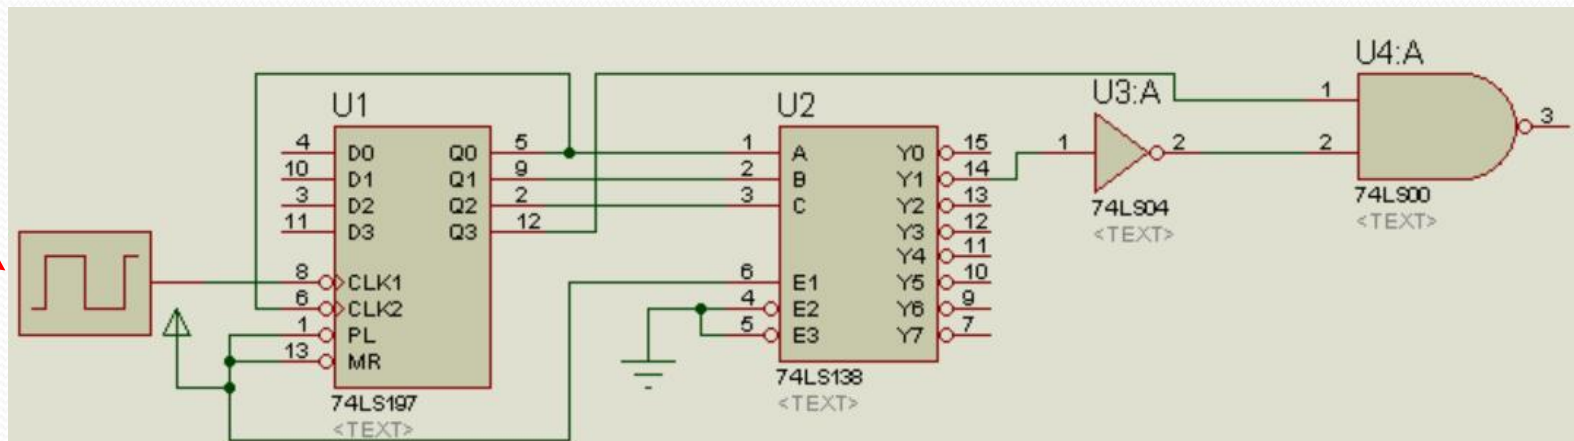 U4:A
U1
U2
U3:A
1
3
4 D0 Q0 5
1 A Y0 15
1
2
2
10 D1 Q1 9
2 B Y1 14
3 D2 Q2 2
3 C Y2 13
11 D3 Q3 12
Y3 12
Y4 11
8 CLK1
6 E1 Y5 10
6 CLK2
4 E2 Y6 9
1 PL
5 E3 Y7 7
13 MR
74LS00
<TEXT>
74LS04
<TEXT>
74LS138
<TEXT>
74LS197
<TEXT>